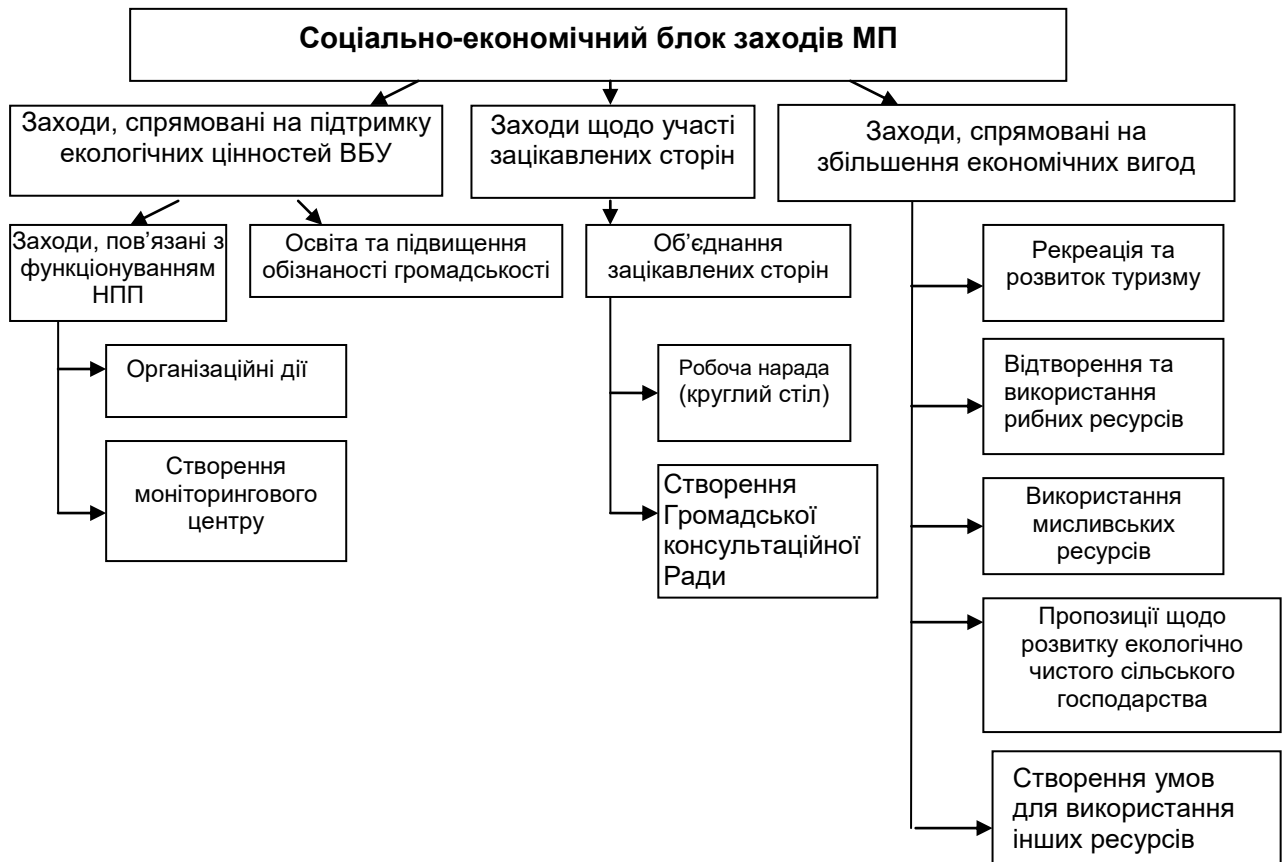 Соціально-економічний блок заходів МП
Заходи, спрямовані на підтримку
екологічних цінностей ВБУ
Заходи щодо участі
зацікавлених сторін
Заходи, спрямовані на
збільшення економічних вигод
Заходи, пов’язані з
функціонуванням
НПП
Освіта та підвищення
обізнаності громадськості
Об’єднання
зацікавлених сторін
Рекреація та
розвиток туризму
Організаційні дії
Робоча нарада
(круглий стіл)
Відтворення та
використання
рибних ресурсів
Створення
моніторингового
центру
Створення
Громадської
консультаційної
Ради
Використання
мисливських
ресурсів
Пропозиції щодо
розвитку екологічно
чистого сільського
господарства
Створення умов
для використання
інших ресурсів